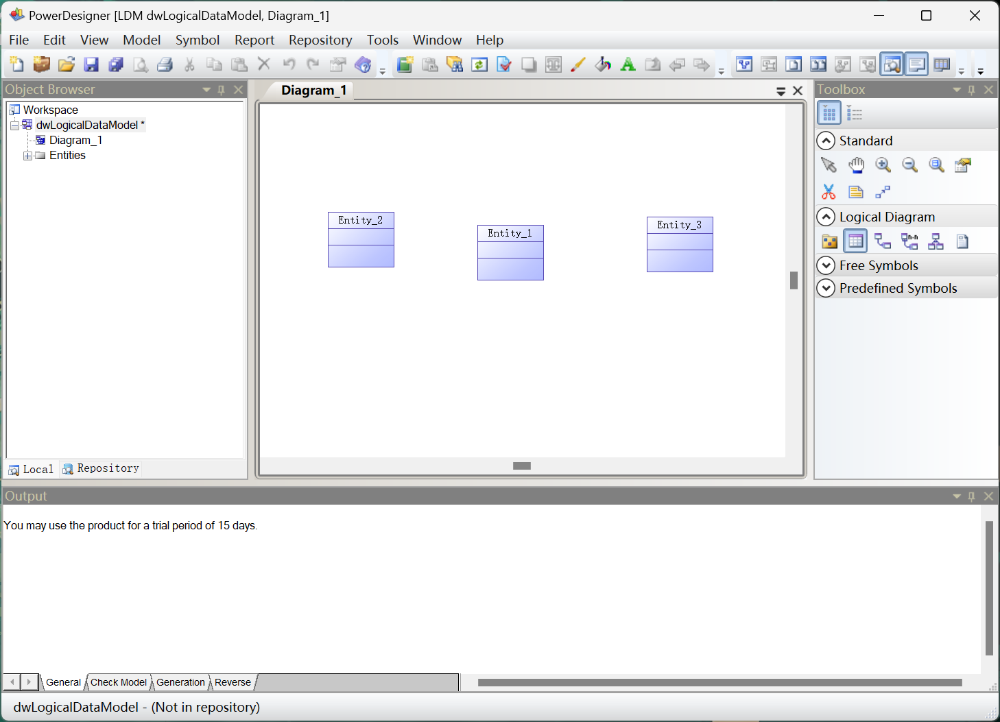 PowerDesigner [LDM dwLogicalDataModel, Diagram_1]
File Edit View Model Symbol Report Repository Tools Window Help
Object Browser
Workspace
dwLogicalDataModel *
Diagram_1
Entities
Local
Repository
Diagram_1
Entity_2
Entity_1
Entity_3
Toolbox
Standard
Logical Diagram
Free Symbols
Predefined Symbols
Output
You may use the product for a trial period of 15 days.
General Check Model Generation Reverse
dwLogicalDataModel - (Not in repository)